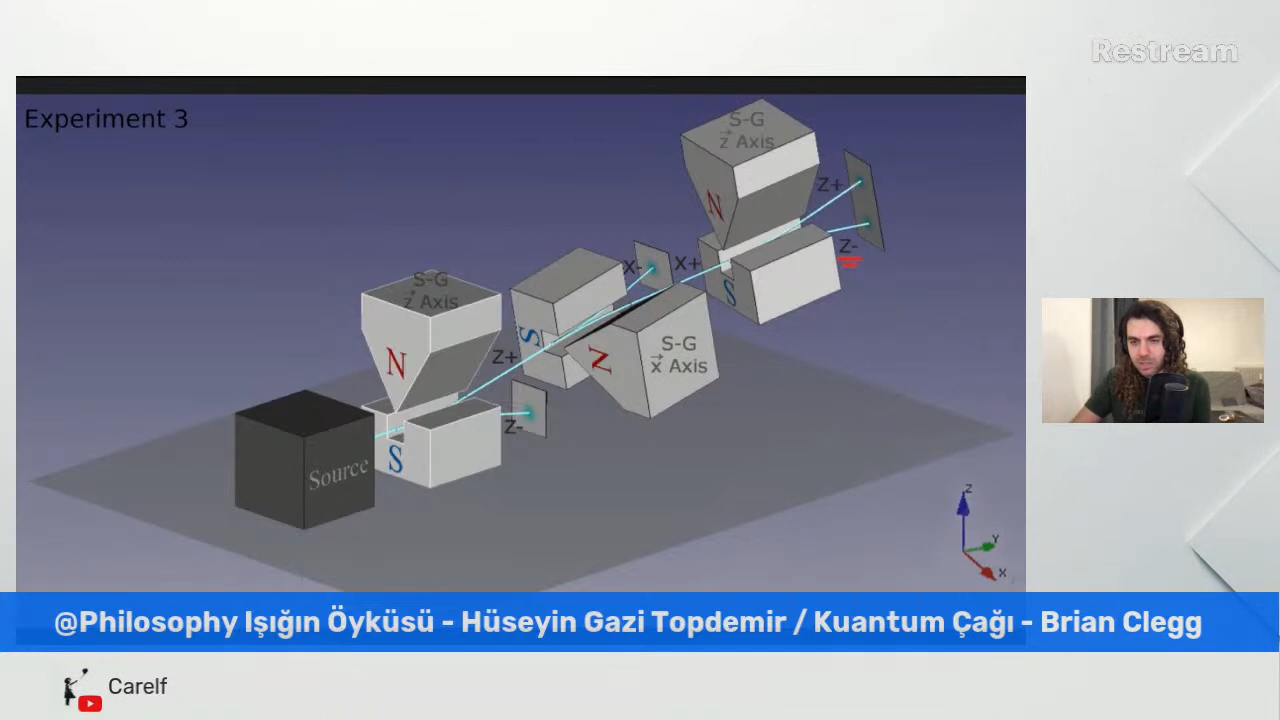 Restream
Experiment 3
S-G
z Axis
N
S
Source
Z+
Z-
S
N
S-G
x Axis
X-
X+
S-G
z Axis
N
S
Z+
Z-
Z
Y
X
@Philosophy Işığın Öyküsü - Hüseyin Gazi Topdemir / Kuantum Çağı - Brian Clegg
Carelf